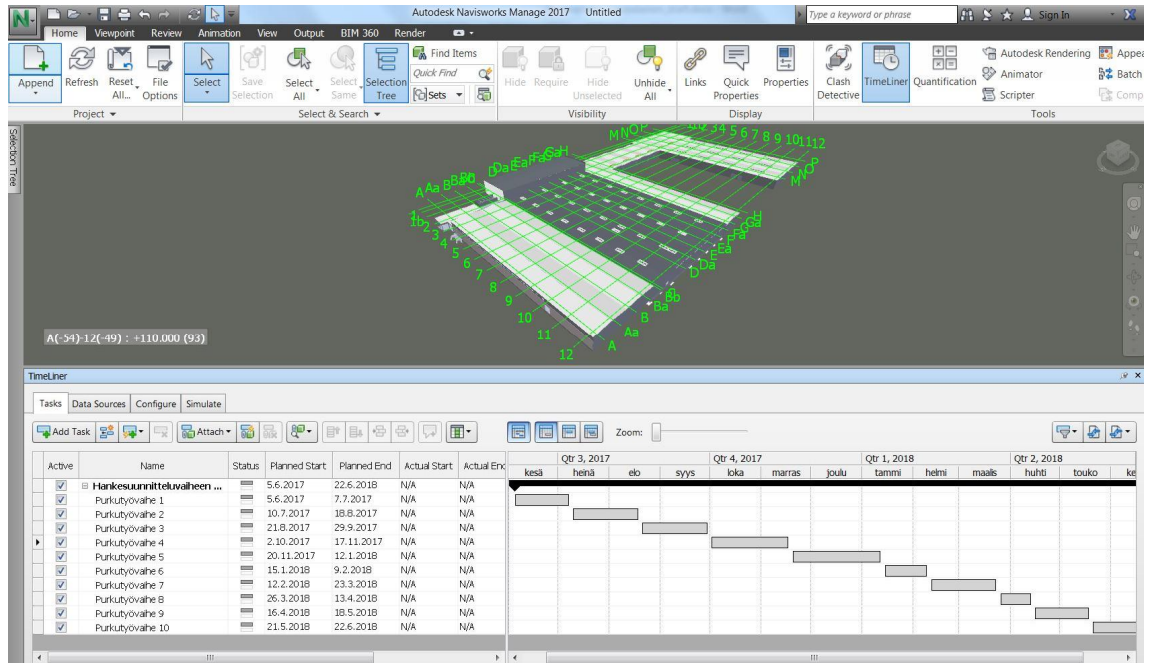 Autodesk Navisworks Manage 2017 Untitled
Type a keyword or phrase
Sign In
Home Viewpoint Review Animation View Output BIM 360 Render
Append
Refresh
Reset All...
File Options
Project
Select
Save Selection
Select All
Select Same
Selection Tree
Find Items
Quick Find
Sets
Select & Search
Hide
Require
Hide Unselected
Unhide All
Visibility
Links
Quick Properties
Properties
Display
Clash Detective
TimeLiner
Quantification
Autodesk Rendering
Animator
Scripter
Appea
Batch
Comp
Tools
Selection Tree
A(-54)-12(-49) : +110.000 (93)
TimeLiner
Tasks Data Sources Configure Simulate
Add Task Attach Zoom:
Active Name Status Planned Start Planned End Actual Start Actual End
Qtr 3, 2017 Qtr 4, 2017 Qtr 1, 2018 Qtr 2, 2018
kesä heinä elo syys loka marras joulu tammi helmi maalis huhti touko ke
Hankesuunnitteluvaiheen ... 5.6.2017 22.6.2018 N/A N/A
Purkutyövaihe 1 5.6.2017 7.7.2017 N/A N/A
Purkutyövaihe 2 10.7.2017 18.8.2017 N/A N/A
Purkutyövaihe 3 21.8.2017 29.9.2017 N/A N/A
Purkutyövaihe 4 2.10.2017 17.11.2017 N/A N/A
Purkutyövaihe 5 20.11.2017 12.1.2018 N/A N/A
Purkutyövaihe 6 15.1.2018 9.2.2018 N/A N/A
Purkutyövaihe 7 12.2.2018 23.3.2018 N/A N/A
Purkutyövaihe 8 26.3.2018 13.4.2018 N/A N/A
Purkutyövaihe 9 16.4.2018 18.5.2018 N/A N/A
Purkutyövaihe 10 21.5.2018 22.6.2018 N/A N/A